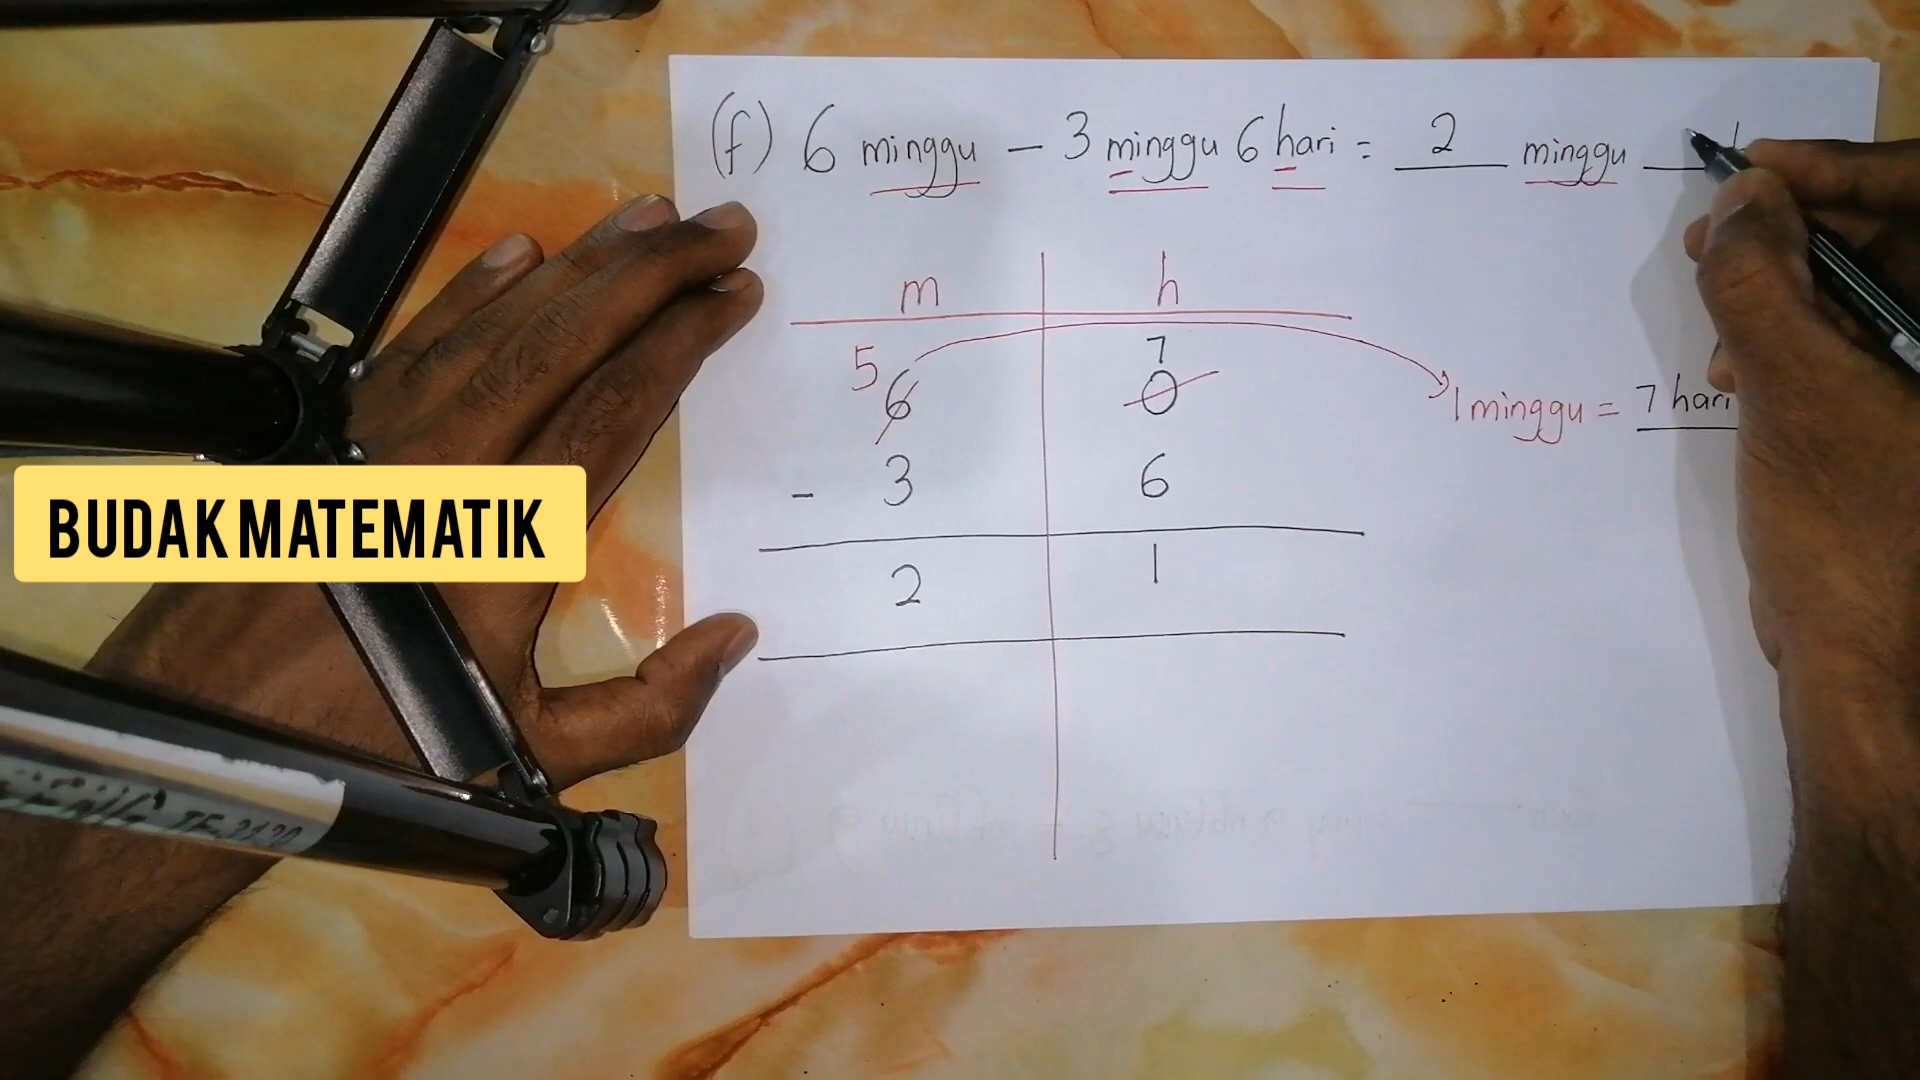 (f) 6 minggu - 3 minggu 6 hari = 2 minggu
m h
5 7
6 0
1 minggu = 7 hari
- 3 6
2 1
BUDAK MATEMATIK